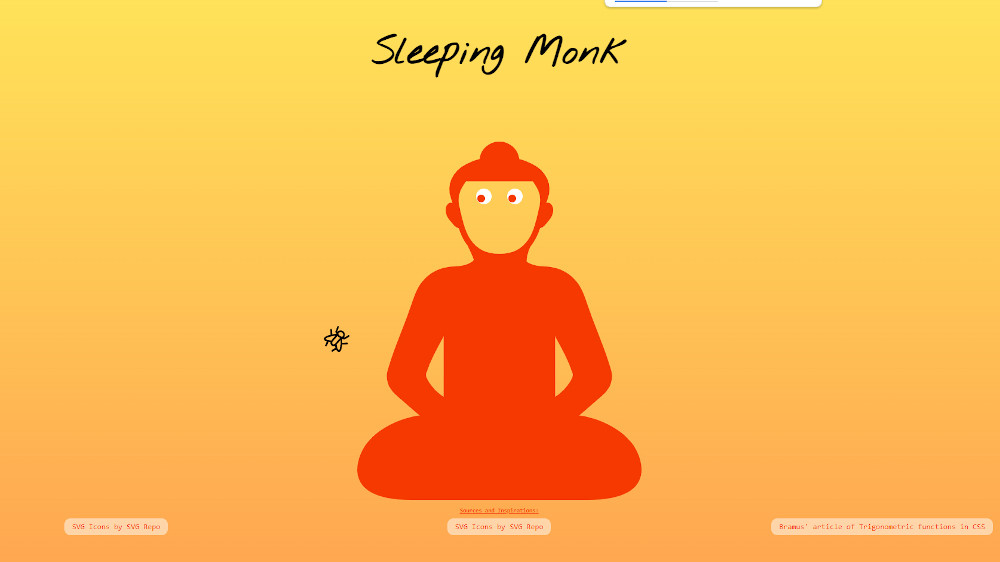 Sleeping Monk
Sources and Inspirations:
SVG Icons by SVG Repo
SVG Icons by SVG Repo
Bramus' article of Trigonometric functions in CSS